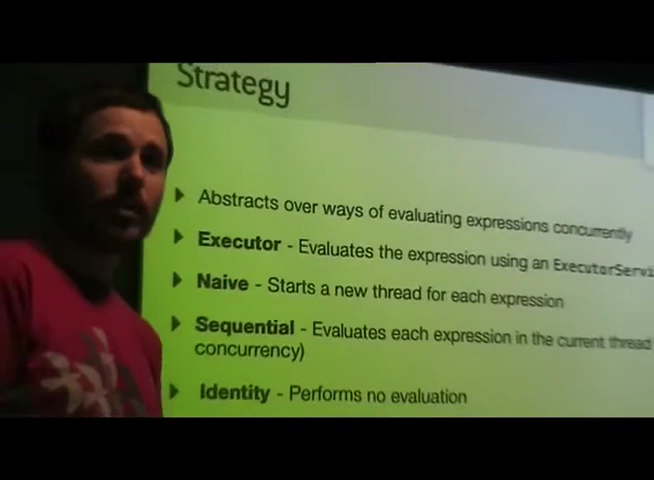 Strategy
Abstracts over ways of evaluating expressions concurrently
Executor - Evaluates the expression using an ExecutorServi
Naive - Starts a new thread for each expression
Sequential - Evaluates each expression in the current thread
concurrency)
Identity - Performs no evaluation